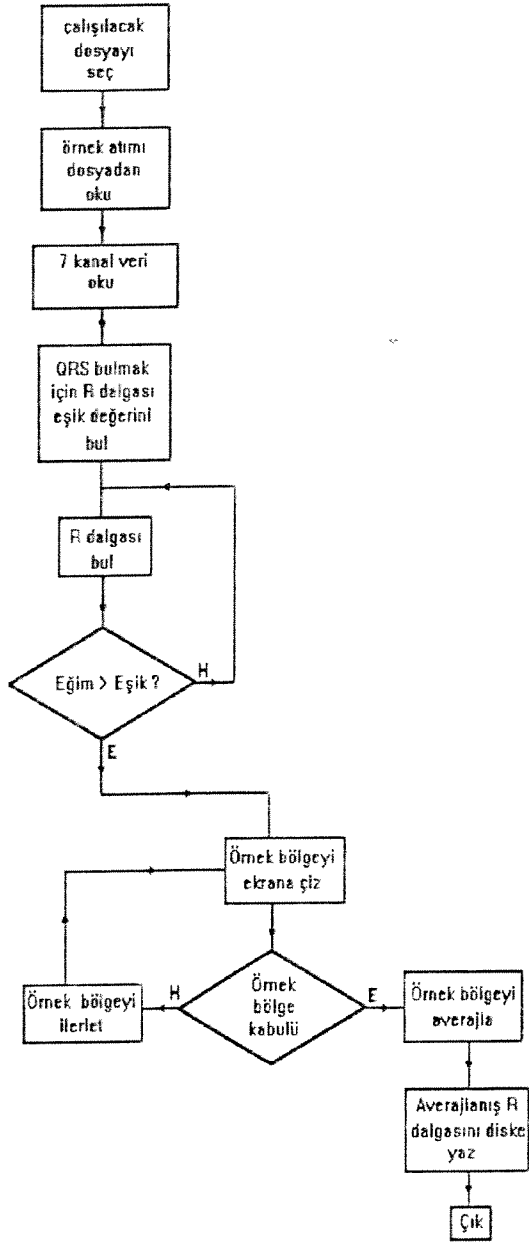 çalışılacak
dosyayı
seç
örnek atımı
dosyadan
oku
7 kanal veri
oku
QRS bulmak
için R dalgası
eşik değerini
bul
R dalgası
bul
Eğim > Eşik ?
H
E
Örnek bölgeyi
ekrana çiz
Örnek
bölge
kabulü
H
E
Örnek bölgeyi
ilerlet
Örnek bölgeyi
averajla
Averajlanış R
dalgasını diske
yaz
Çık